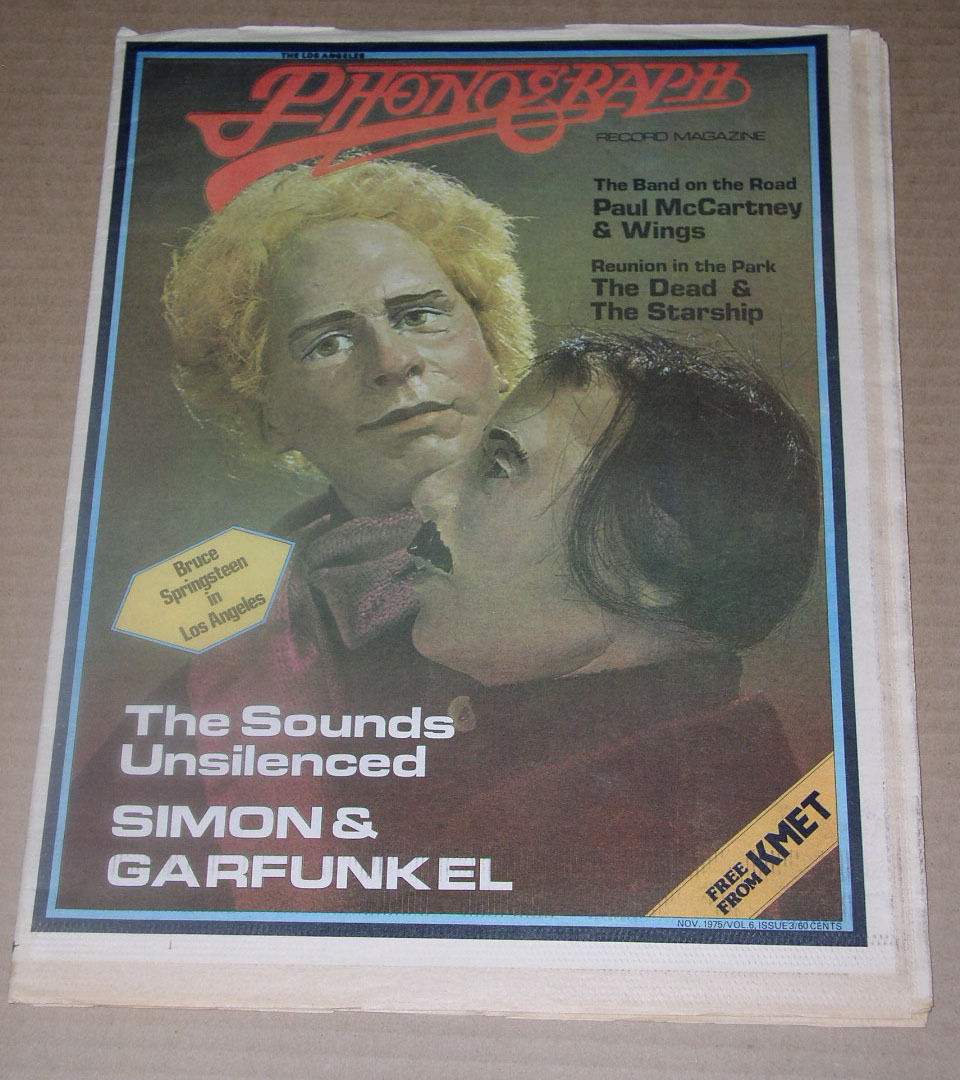 THE LOS ANGELES
PHONOGRAPH
RECORD MAGAZINE
The Band on the Road
Paul McCartney
& Wings
Reunion in the Park
The Dead &
The Starship
Bruce
Springsteen
in
Los Angeles
The Sounds
Unsilenced
SIMON &
GARFUNKEL
FREE
FROM KMET
NOV. 1975/VOL.6, ISSUE 3/60 CENTS